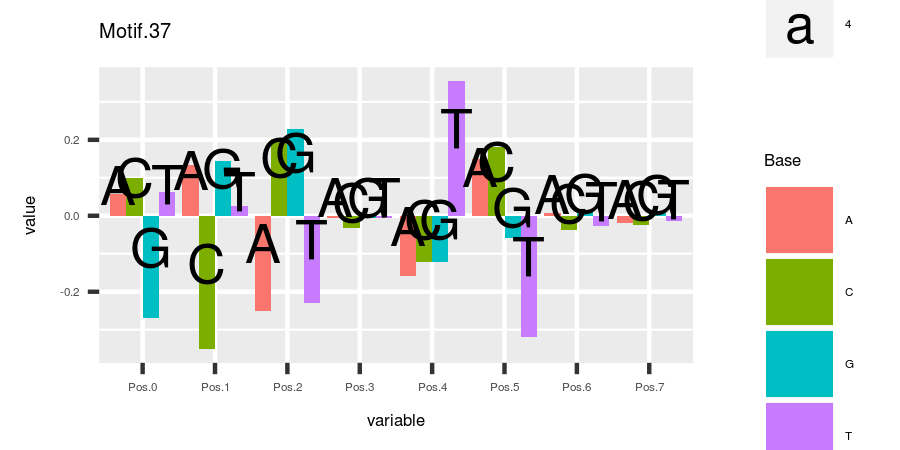 Motif.37
a 4
value
0.2
0.0
-0.2
A C G T A G C T A C G T A C G T A C G T A C G T A C G T A C G T
Pos.0 Pos.1 Pos.2 Pos.3 Pos.4 Pos.5 Pos.6 Pos.7
variable
Base
A
C
G
T